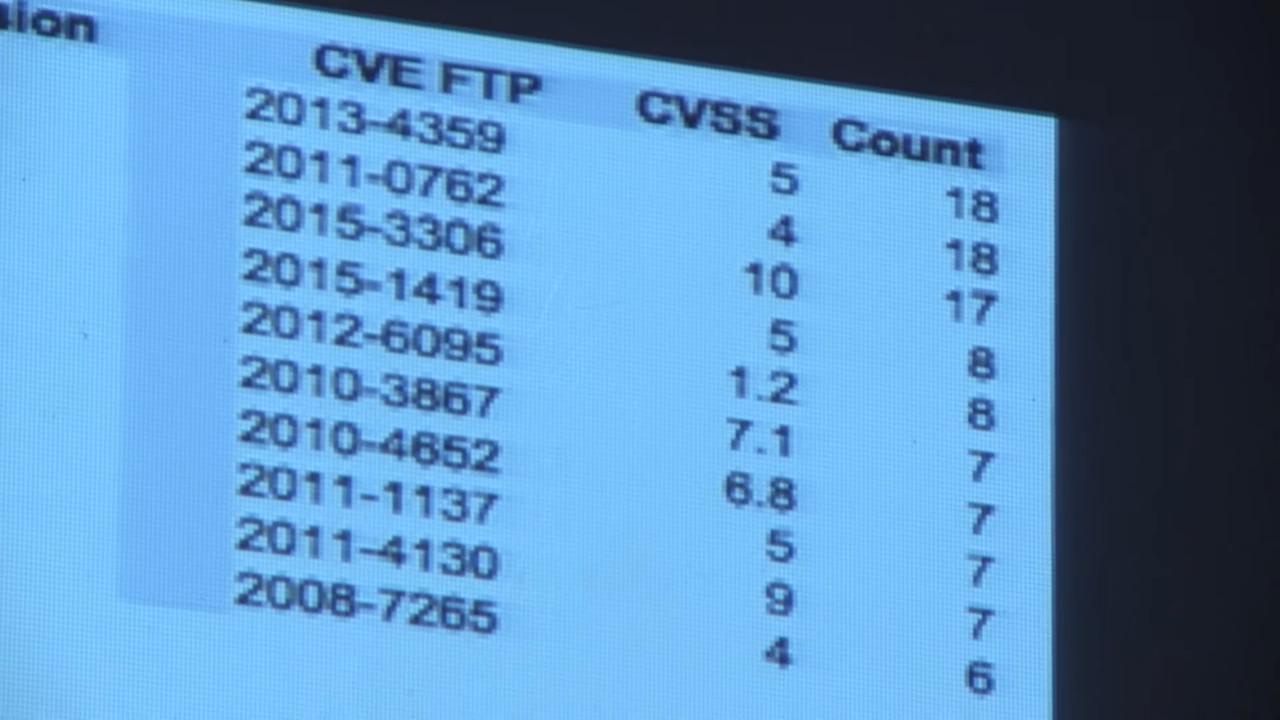 CVE FTP CVSS Count
2013-4359 5 18
2011-0762 4 18
2015-3306 10 17
2015-1419 5 8
2012-6095 1.2 8
2010-3867 7.1 7
2010-4652 6.8 7
2011-1137 5 7
2011-4130 9 7
2008-7265 4 6